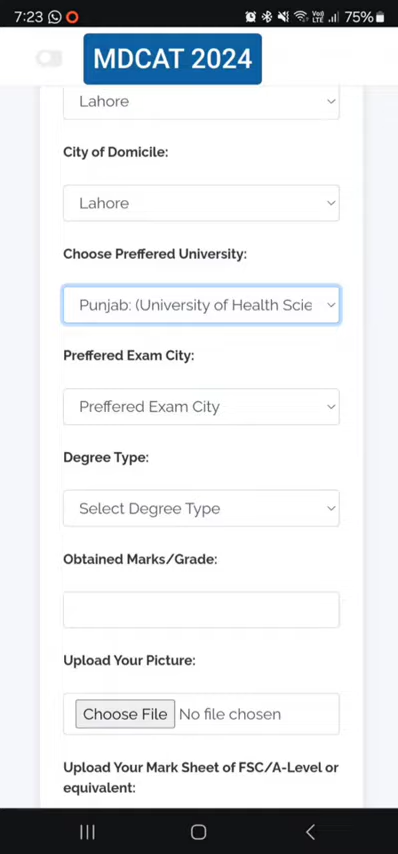 7:23 75%
MDCAT 2024
Lahore
City of Domicile:
Lahore
Choose Preffered University:
Punjab: (University of Health Scie
Preffered Exam City:
Preffered Exam City
Degree Type:
Select Degree Type
Obtained Marks/Grade:
Upload Your Picture:
Choose File No file chosen
Upload Your Mark Sheet of FSC/A-Level or
equivalent: